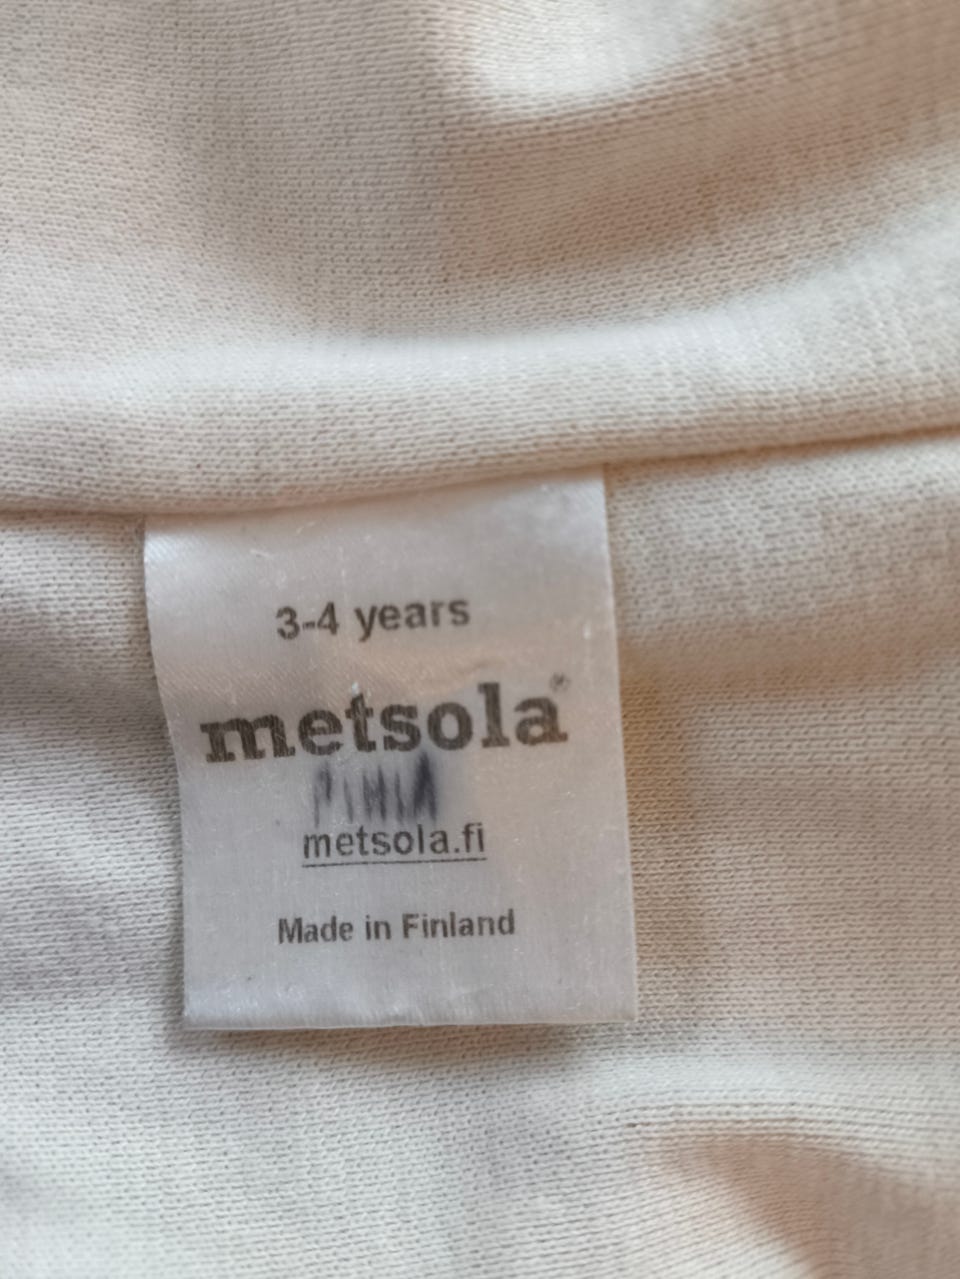 3-4 years
metsola®
metsola.fi
Made in Finland